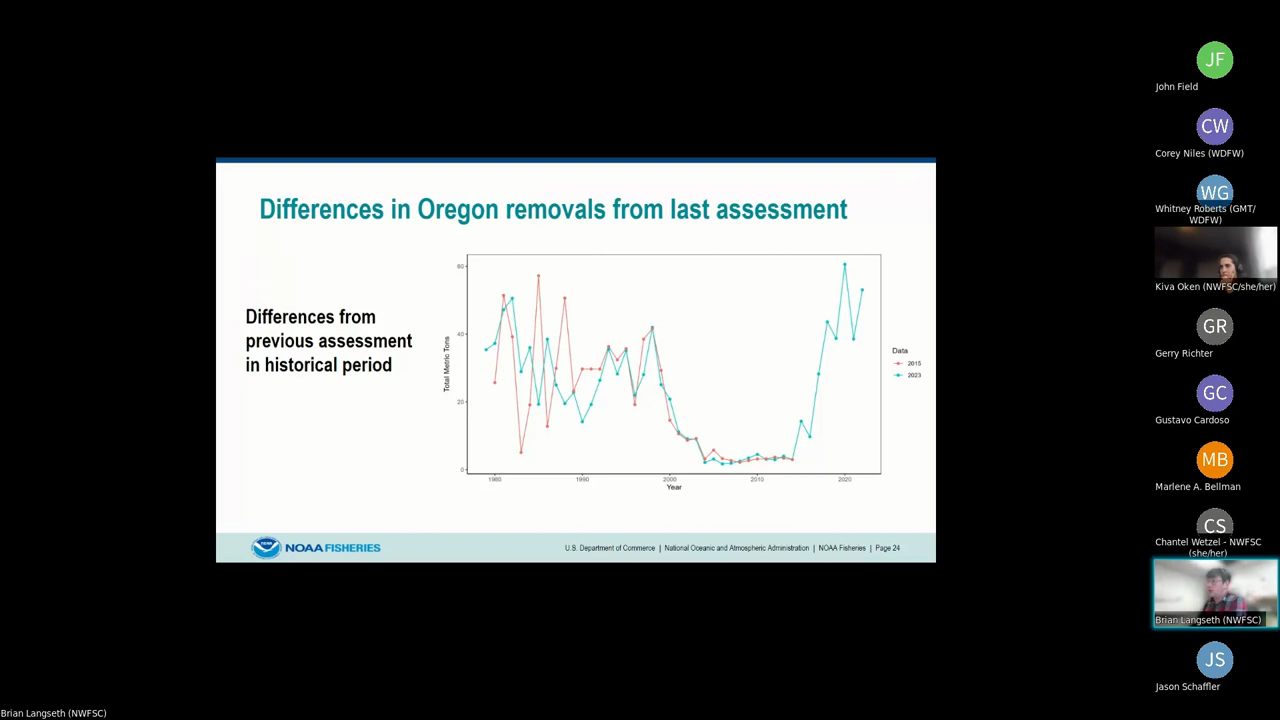 Differences in Oregon removals from last assessment
Differences from
previous assessment
in historical period
Total Metric Tons
60
40
20
0
1980
1990
2000
2010
2020
Year
Data
2015
2023
NOAA FISHERIES
U.S. Department of Commerce | National Oceanic and Atmospheric Administration | NOAA Fisheries | Page 24
JF
John Field
CW
Corey Niles (WDFW)
WG
Whitney Roberts (GMT/
WDFW)
Kiva Oken (NWFSC/she/her)
GR
Gerry Richter
GC
Gustavo Cardoso
MB
Marlene A. Bellman
CS
Chantel Wetzel - NWFSC
(she/her)
Brian Langseth (NWFSC)
JS
Jason Schaffler
Brian Langseth (NWFSC)